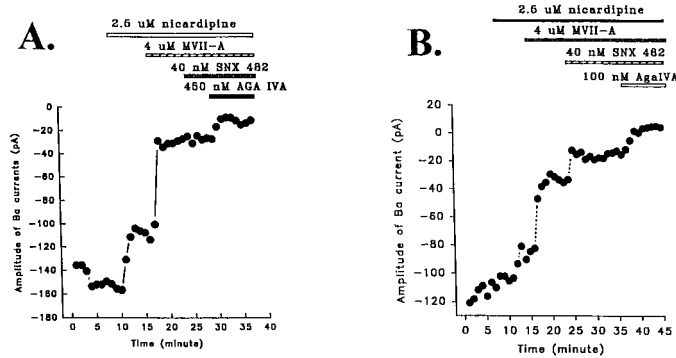 A.
2.5 uM nicardipine
4 uM MVII-A
40 nM SNX 482
450 nM AGA IVA
Amplitude of Ba currents (pA)
0
-20
-40
-60
-80
-100
-120
-140
-160
-180
0 5 10 15 20 25 30 35 40
Time (minute)
B.
2.5 uM nicardipine
4 uM MVII-A
40 nM SNX 482
100 nM AgaIVA
Amplitude of Ba current (pA)
40
20
0
-20
-40
-60
-80
-100
-120
0 5 10 15 20 25 30 35 40 45
Time (minute)